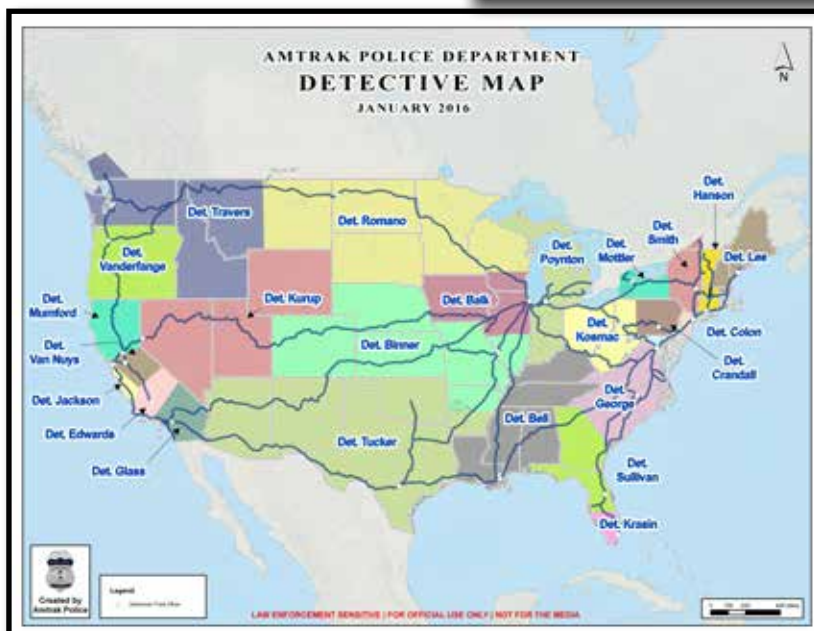 AMTRAK POLICE DEPARTMENT
DETECTIVE MAP
JANUARY 2016
N
Det.
Hanson
Det. Travers
Det. Romano
Det.
Smith
Det.
Mottler
Det. Lee
Det.
Poynton
Det.
Vanderfange
Det.
Mumford
Det. Kurup
Det. Balk
Det.
Van Nuys
Det. Binner
Det.
Kosmac
Det. Colon
Det.
Crandall
Det. Jackson
Det. Edwards
Det. Glass
Det. Tucker
Det. Bell
Det.
George
Det.
Sullivan
Det. Krasin
Created by
Amtrak Police
Legend
LAW ENFORCEMENT SENSITIVE | FOR OFFICIAL USE ONLY | NOT FOR THE MEDIA